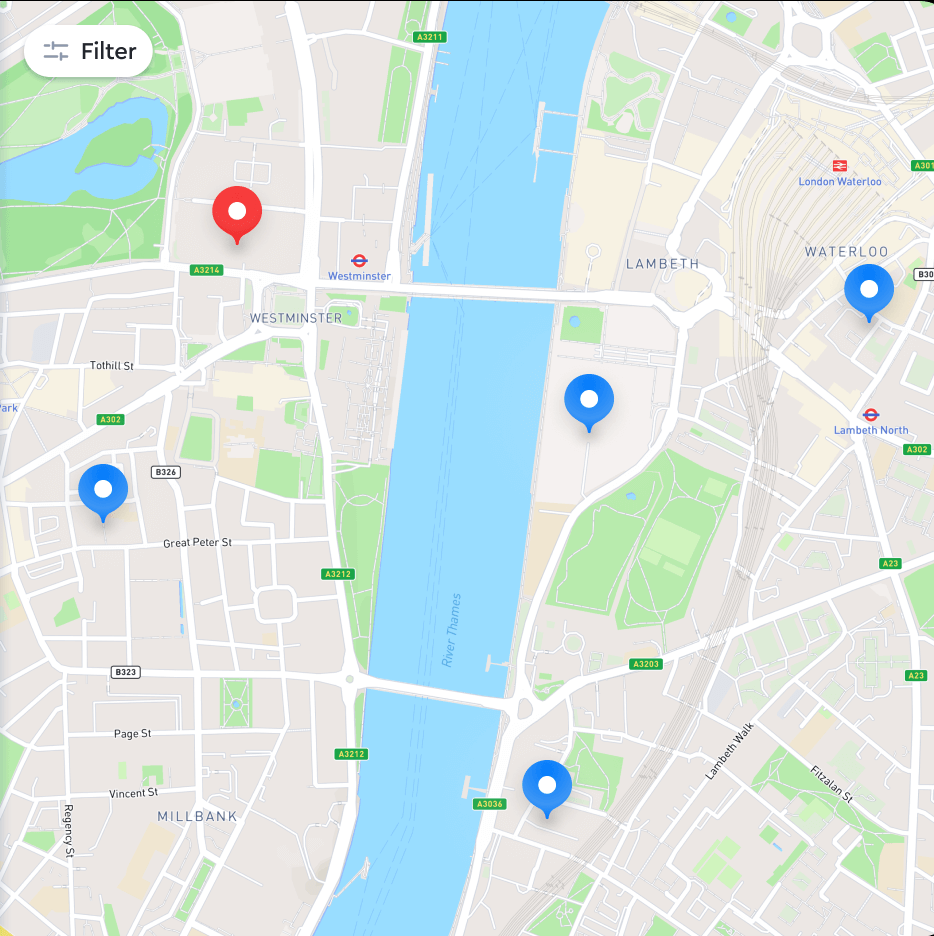 A3211
Filter
A301
London Waterloo
WATERLOO
LAMBETH
A3214
Westminster
B30
WESTMINSTER
Tothill St
ark
A302
Lambeth North
A302
B326
Great Peter St
A23
A3212
River Thames
A3203
B323
A23
Page St
Lambeth Walk
A3212
Fitzalan St
Vincent St
A3036
MILLBANK
Regency St